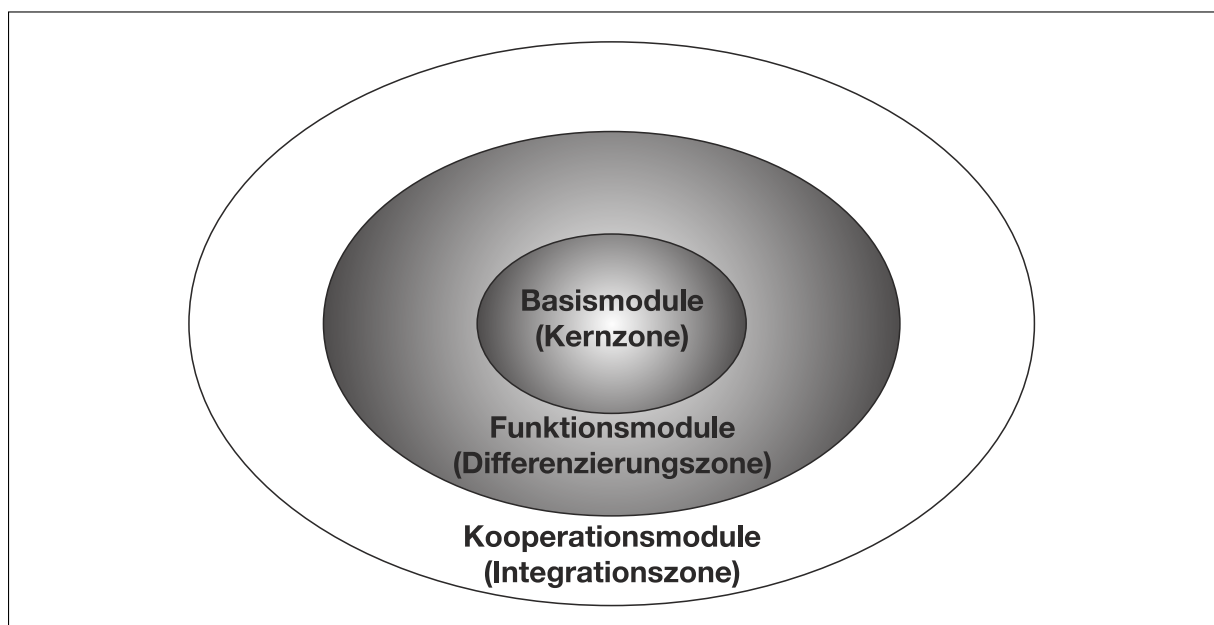 Basismodule
(Kernzone)
Funktionsmodule
(Differenzierungszone)
Kooperationsmodule
(Integrationszone)